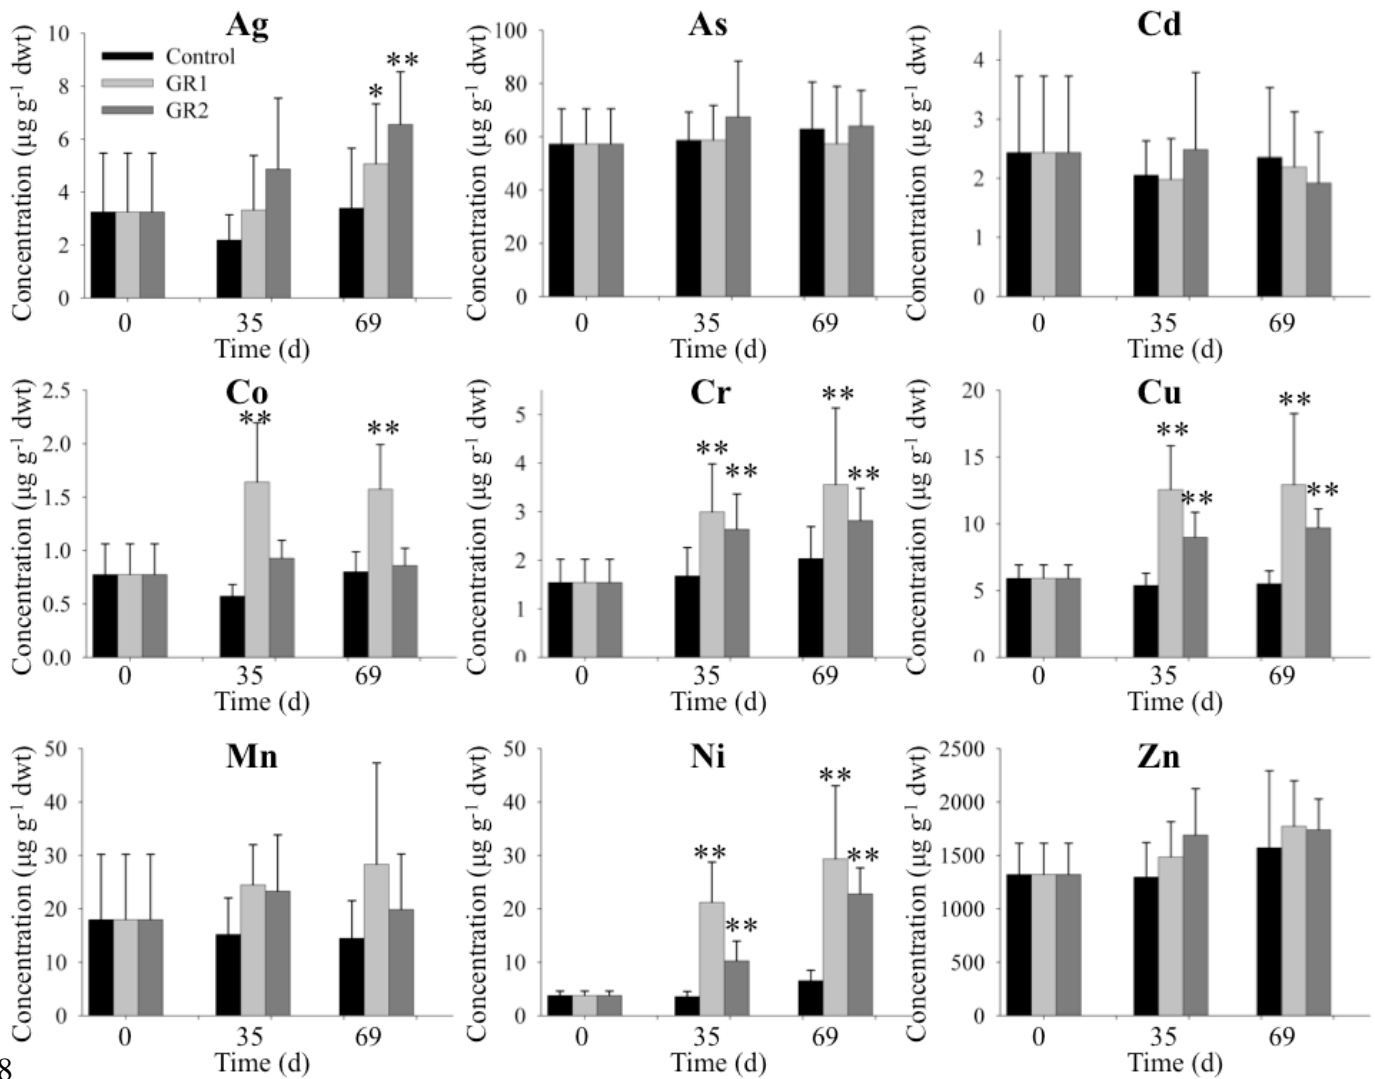 Ag
Concentration (µg g-1 dwt)
10
8
6
4
2
0
Control
GR1
GR2
*
**
0 35 69
Time (d)
As
Concentration (µg g-1 dwt)
100
80
60
40
20
0
0 35 69
Time (d)
Cd
Concentration (µg g-1 dwt)
4
3
2
1
0
0 35 69
Time (d)
Co
Concentration (µg g-1 dwt)
2.5
2.0
1.5
1.0
0.5
0.0
**
**
0 35 69
Time (d)
Cr
Concentration (µg g-1 dwt)
5
4
3
2
1
0
**
**
**
**
0 35 69
Time (d)
Cu
Concentration (µg g-1 dwt)
20
15
10
5
0
**
**
**
**
0 35 69
Time (d)
Mn
Concentration (µg g-1 dwt)
50
40
30
20
10
0
0 35 69
Time (d)
Ni
Concentration (µg g-1 dwt)
50
40
30
20
10
0
**
**
**
**
0 35 69
Time (d)
Zn
Concentration (µg g-1 dwt)
2500
2000
1500
1000
500
0
0 35 69
Time (d)
8